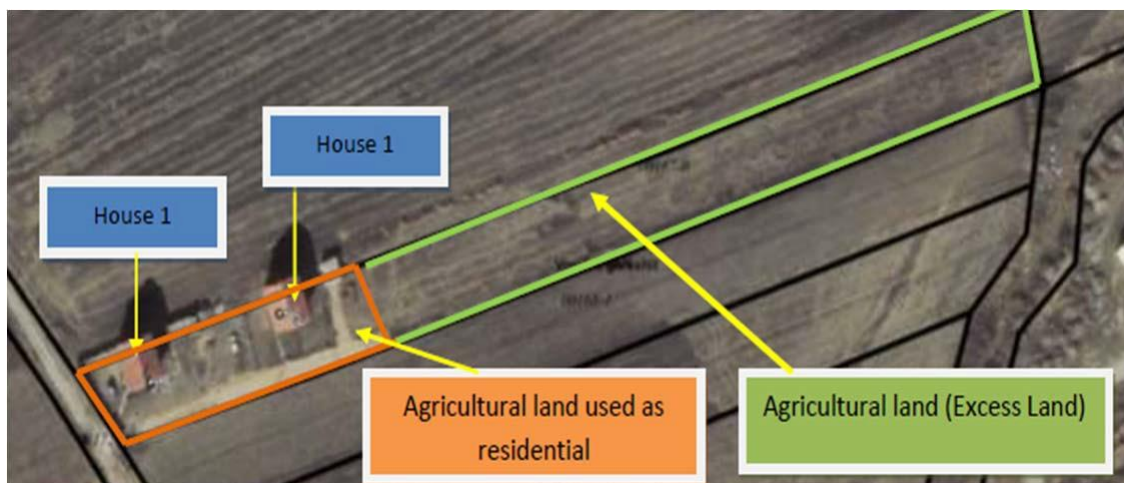 House 1
House 1
Agricultural land used as
residential
Agricultural land (Excess Land)